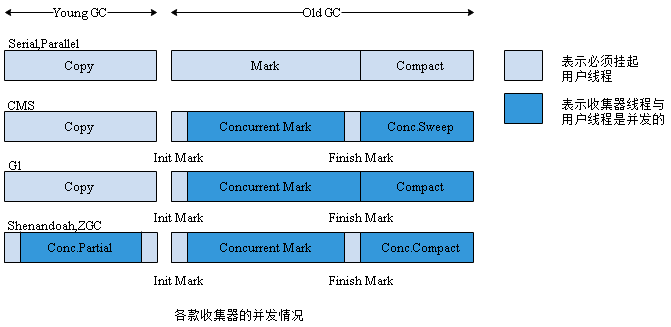 Young GC
Old GC
Serial,Parallel
Copy
Mark
Compact
表示必须挂起
用户线程
CMS
Copy
Concurrent Mark
Conc.Sweep
表示收集器线程与
用户线程是并发的
Init Mark
Finish Mark
G1
Copy
Concurrent Mark
Compact
Init Mark
Finish Mark
Shenandoah,ZGC
Conc.Partial
Concurrent Mark
Conc.Compact
Init Mark
Finish Mark
各款收集器的并发情况